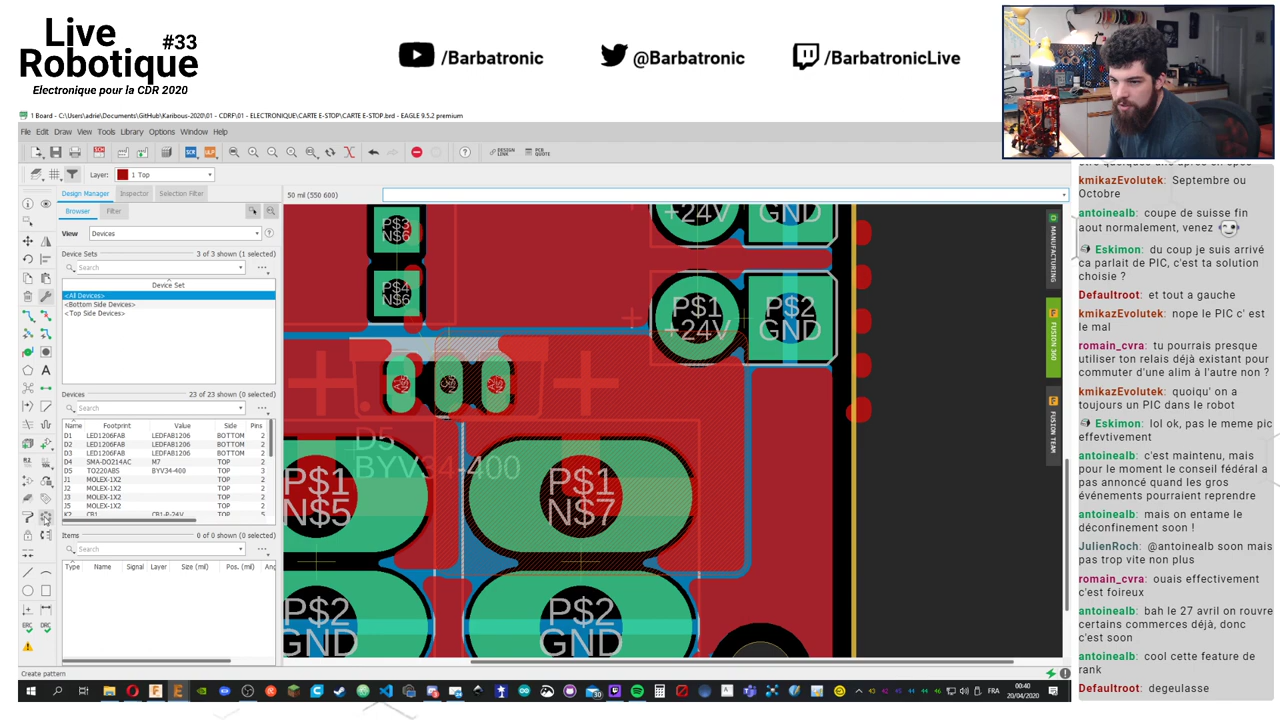 Live
Robotique #33
Electronique pour la CDR 2020
/Barbatronic
@Barbatronic
/BarbatronicLive
1 Board - C:\Users\adrie\Documents\GitHub\Karibous-2020\01 - CDRF\01 - ELECTRONIQUE\CARTE E-STOP\CARTE E-STOP.brd - EAGLE 9.5.2 premium
File Edit Draw View Tools Library Options Window Help
DESIGN LINK
PCB QUOTE
Layer: 1 Top
Design Manager Inspector Selection Filter
50 mil (550 600)
Browser Filter
View Devices
Device Sets 3 of 3 shown (1 selected)
Search
Device Set
<All Devices>
<Bottom Side Devices>
<Top Side Devices>
Devices 23 of 23 shown (0 selected)
Search
Name Footprint Value Side Pins
D1 LED1206FAB LEDFAB1206 BOTTOM 2
D2 LED1206FAB LEDFAB1206 BOTTOM 2
D3 LED1206FAB LEDFAB1206 BOTTOM 2
D4 SMA-DO214AC M7 TOP 2
D5 TO220ABS BYV34-400 TOP 3
J1 MOLEX-1X2 TOP 2
J2 MOLEX-1X2 TOP 2
J5 MOLEX-1X2 TOP 2
K2 CB1 CB1-P-24V TOP 5
Items 0 of 0 shown (0 selected)
Search
Type Name Signal Layer Size (mil) Pos. (mil) Ang
Create pattern
P$3
N$6
P$4
N$6
+24V
GND
P$1
+24V
P$2
GND
D5
BYV34-400
P$1
N$5
P$1
N$7
P$2
GND
P$2
GND
MANUFACTURING
FUSION 360
FUSION TEAM
kmikazEvolutek: Septembre ou
Octobre
antoinealb: coupe de suisse fin
aout normalement, venez
Eskimon: du coup je suis arrivé
ca parlait de PIC, c'est ta solution
choisie ?
Defaultroot: et tout a gauche
kmikazEvolutek: nope le PIC c' est
le mal
romain_cvra: tu pourrais presque
utiliser ton relais déjà existant pour
commuter d'une alim à l'autre non ?
kmikazEvolutek: quoiqu' on a
toujours un PIC dans le robot
Eskimon: lol ok, pas le meme pic
effevtivement
antoinealb: c'est maintenu, mais
pour le moment le conseil fédéral a
pas annoncé quand les gros
événements pourraient reprendre
antoinealb: mais on entame le
déconfinement soon !
JulienRoch: @antoinealb soon mais
pas trop vite non plus
romain_cvra: ouais effectivement
c'est foireux
antoinealb: bah le 27 avril on rouvre
certains commerces déjà, donc
c'est soon
antoinealb: cool cette feature de
rank
Defaultroot: degeulasse
FRA
00:40
20/04/2020